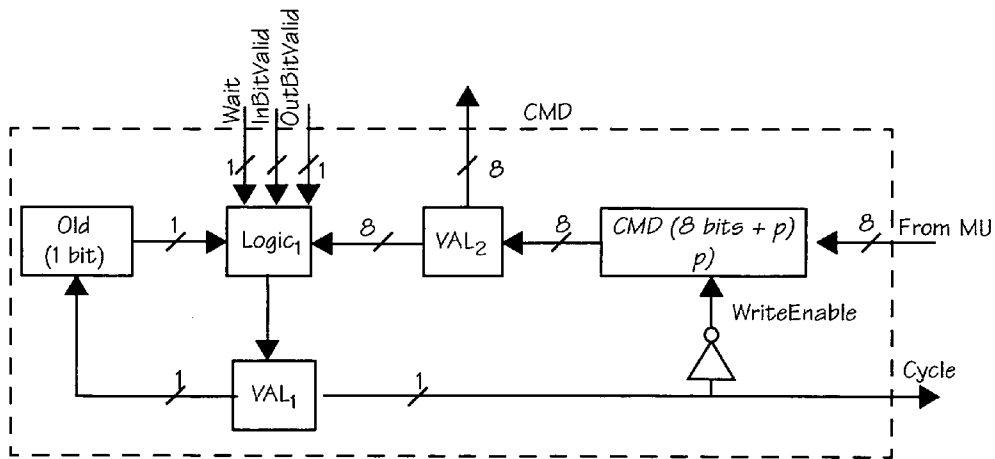 Wait
InBitValid
OutBitValid
CMD
1
1
8
Old
(1 bit)
1
Logic1
8
VAL2
8
CMD (8 bits + p)
p)
8
From MU
WriteEnable
1
VAL1
1
Cycle